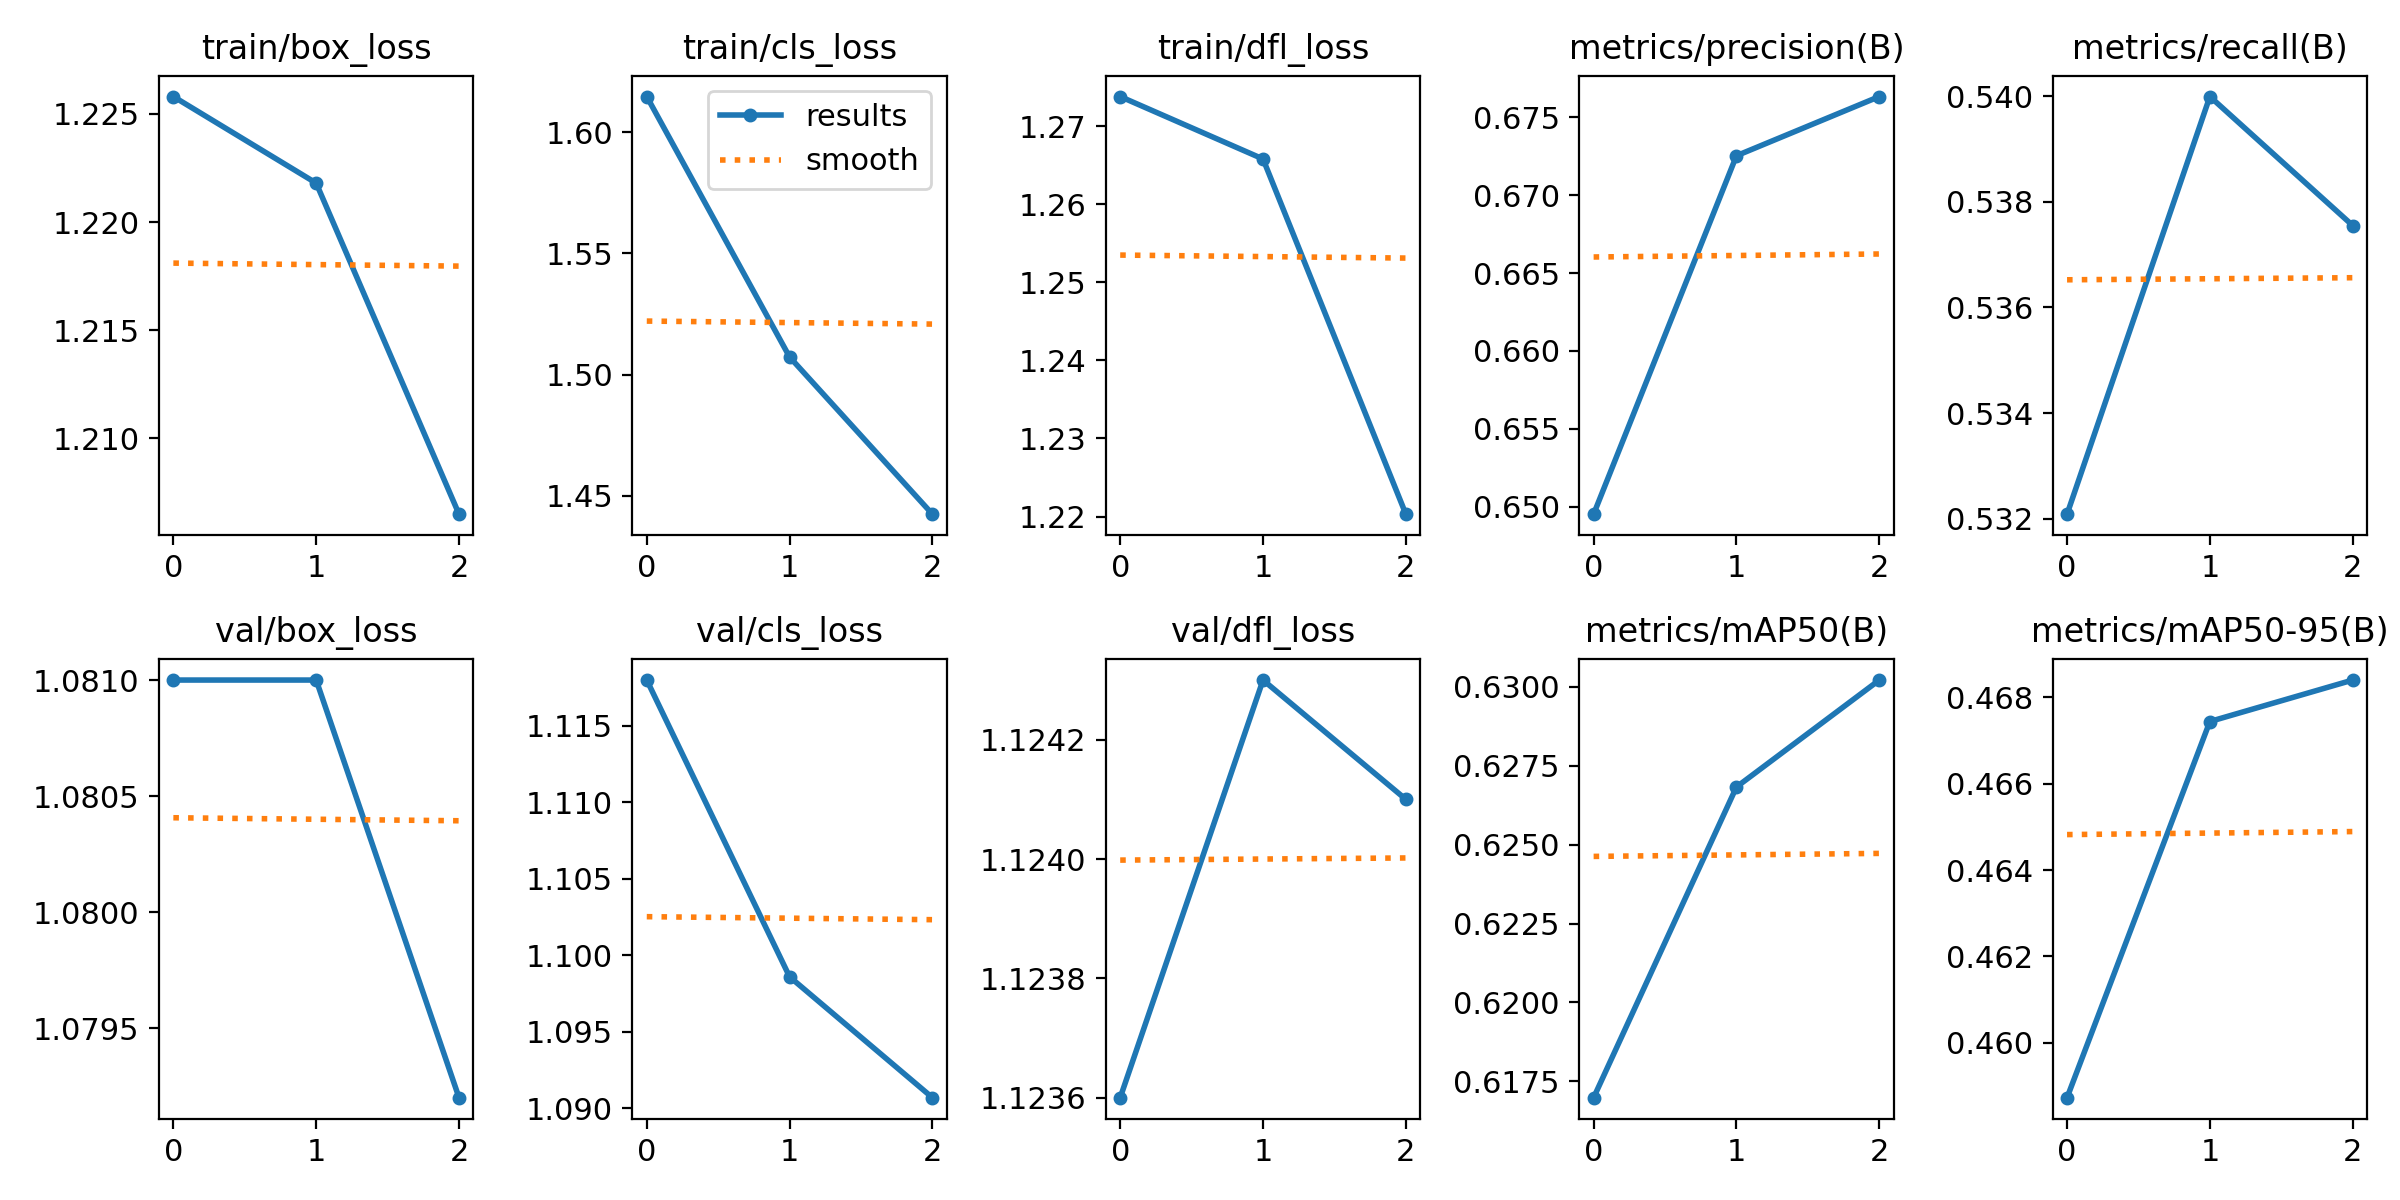 train/box_loss
1.225
1.220
1.215
1.210
0 1 2
train/cls_loss
results
smooth
1.60
1.55
1.50
1.45
0 1 2
train/dfl_loss
1.27
1.26
1.25
1.24
1.23
1.22
0 1 2
metrics/precision(B)
0.675
0.670
0.665
0.660
0.655
0.650
0 1 2
metrics/recall(B)
0.540
0.538
0.536
0.534
0.532
0 1 2
val/box_loss
1.0810
1.0805
1.0800
1.0795
0 1 2
val/cls_loss
1.115
1.110
1.105
1.100
1.095
1.090
0 1 2
val/dfl_loss
1.1242
1.1240
1.1238
1.1236
0 1 2
metrics/mAP50(B)
0.6300
0.6275
0.6250
0.6225
0.6200
0.6175
0 1 2
metrics/mAP50-95(B)
0.468
0.466
0.464
0.462
0.460
0 1 2